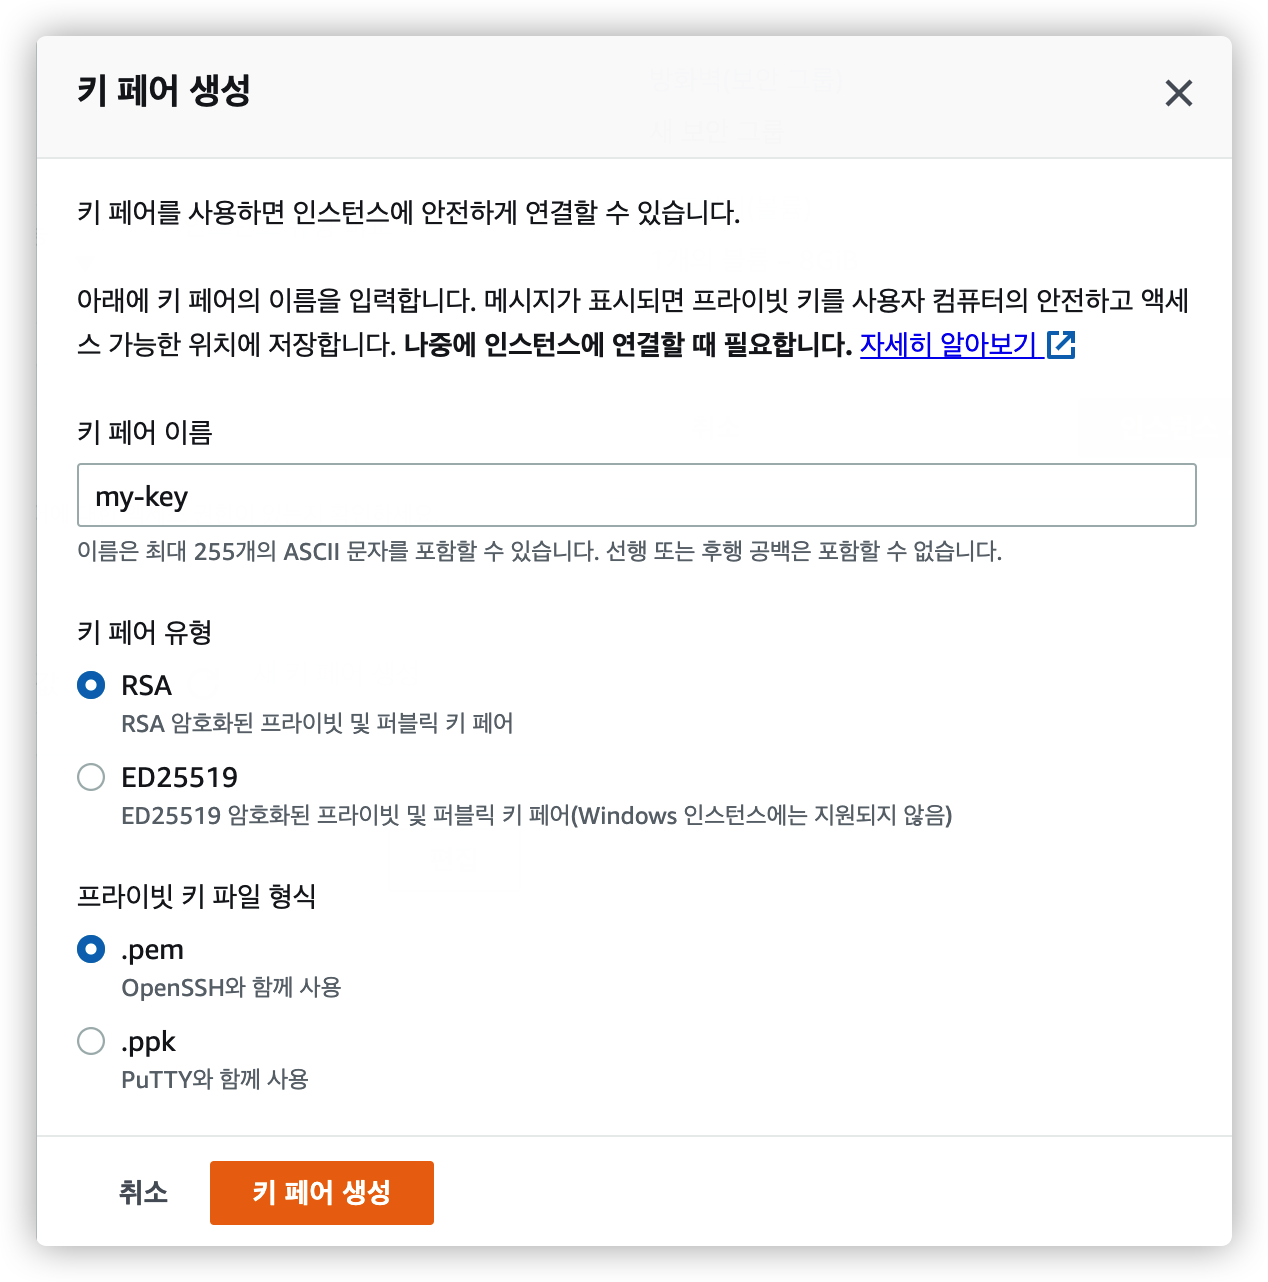 키 페어 생성
키 페어를 사용하면 인스턴스에 안전하게 연결할 수 있습니다.
아래에 키 페어의 이름을 입력합니다. 메시지가 표시되면 프라이빗 키를 사용자 컴퓨터의 안전하고 액세
스 가능한 위치에 저장합니다. 나중에 인스턴스에 연결할 때 필요합니다. 자세히 알아보기
키 페어 이름
my-key
이름은 최대 255개의 ASCII 문자를 포함할 수 있습니다. 선행 또는 후행 공백은 포함할 수 없습니다.
키 페어 유형
RSA
RSA 암호화된 프라이빗 및 퍼블릭 키 페어
ED25519
ED25519 암호화된 프라이빗 및 퍼블릭 키 페어(Windows 인스턴스에는 지원되지 않음)
프라이빗 키 파일 형식
.pem
OpenSSH와 함께 사용
.ppk
PuTTY와 함께 사용
취소
키 페어 생성